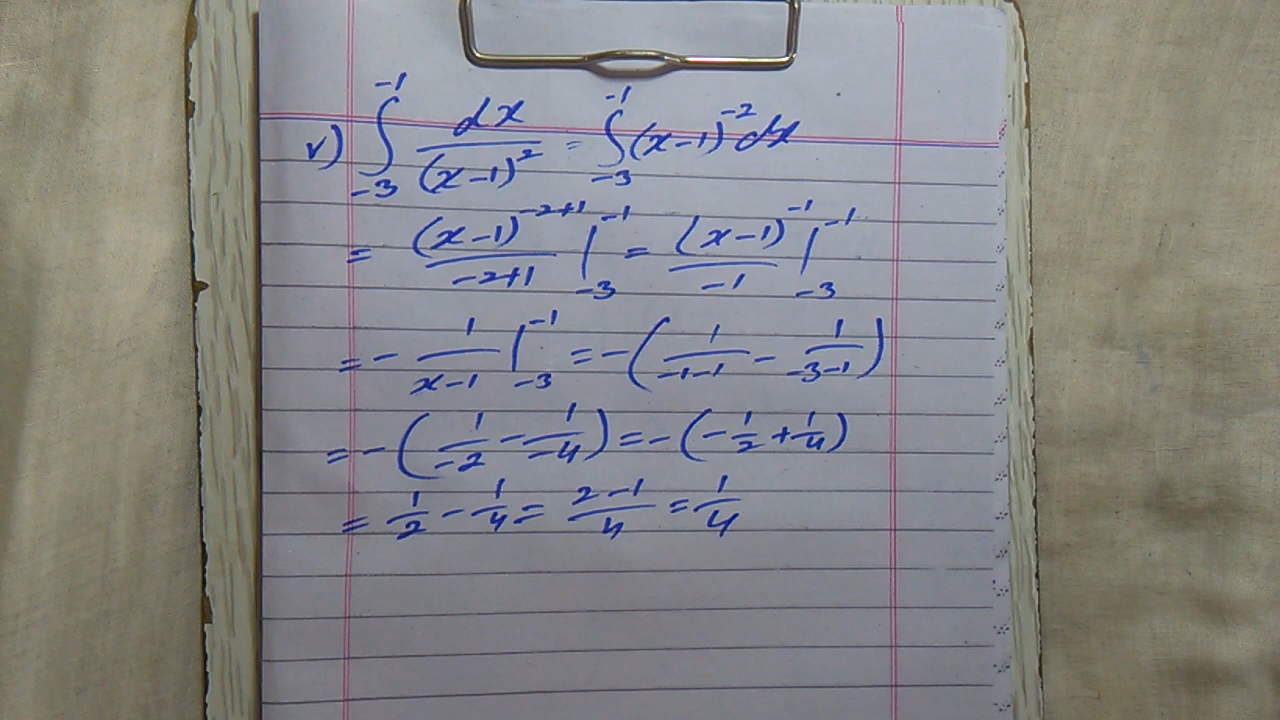 v) ∫_{-3}^{-1} dx/(x-1)^2 = ∫_{-3}^{-1} (x-1)^{-2} dx
= (x-1)^{-2+1}/(-2+1) |_{-3}^{-1} = (x-1)^{-1}/(-1) |_{-3}^{-1}
= - 1/(x-1) |_{-3}^{-1} = -(1/(-1-1) - 1/(-3-1))
= -(1/(-2) - 1/(-4)) = -(-1/2 + 1/4)
= 1/2 - 1/4 = (2-1)/4 = 1/4